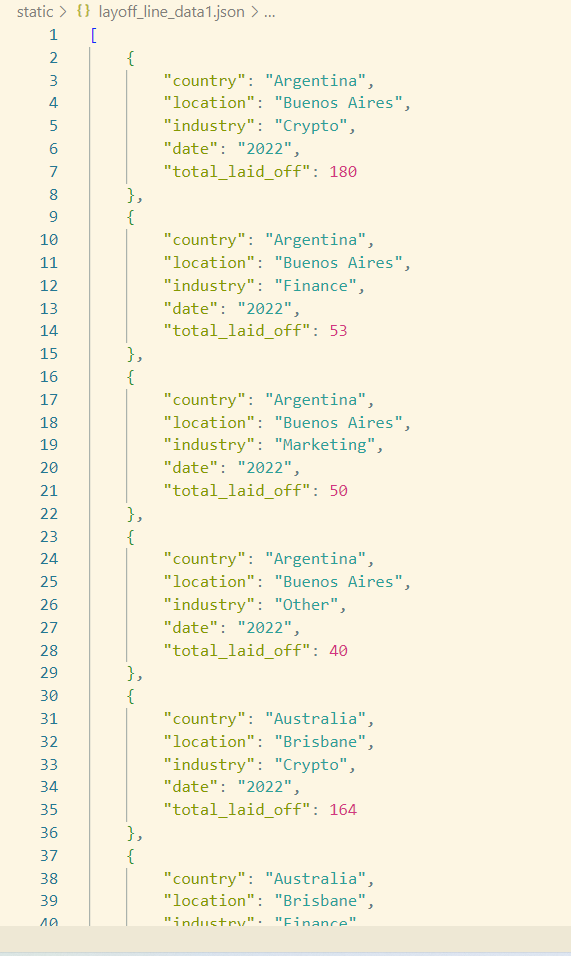 static > {} layoff_line_data1.json > ...
1 [
2 {
3 "country": "Argentina",
4 "location": "Buenos Aires",
5 "industry": "Crypto",
6 "date": "2022",
7 "total_laid_off": 180
8 },
9 {
10 "country": "Argentina",
11 "location": "Buenos Aires",
12 "industry": "Finance",
13 "date": "2022",
14 "total_laid_off": 53
15 },
16 {
17 "country": "Argentina",
18 "location": "Buenos Aires",
19 "industry": "Marketing",
20 "date": "2022",
21 "total_laid_off": 50
22 },
23 {
24 "country": "Argentina",
25 "location": "Buenos Aires",
26 "industry": "Other",
27 "date": "2022",
28 "total_laid_off": 40
29 },
30 {
31 "country": "Australia",
32 "location": "Brisbane",
33 "industry": "Crypto",
34 "date": "2022",
35 "total_laid_off": 164
36 },
37 {
38 "country": "Australia",
39 "location": "Brisbane",
40 "industry": "Finance"